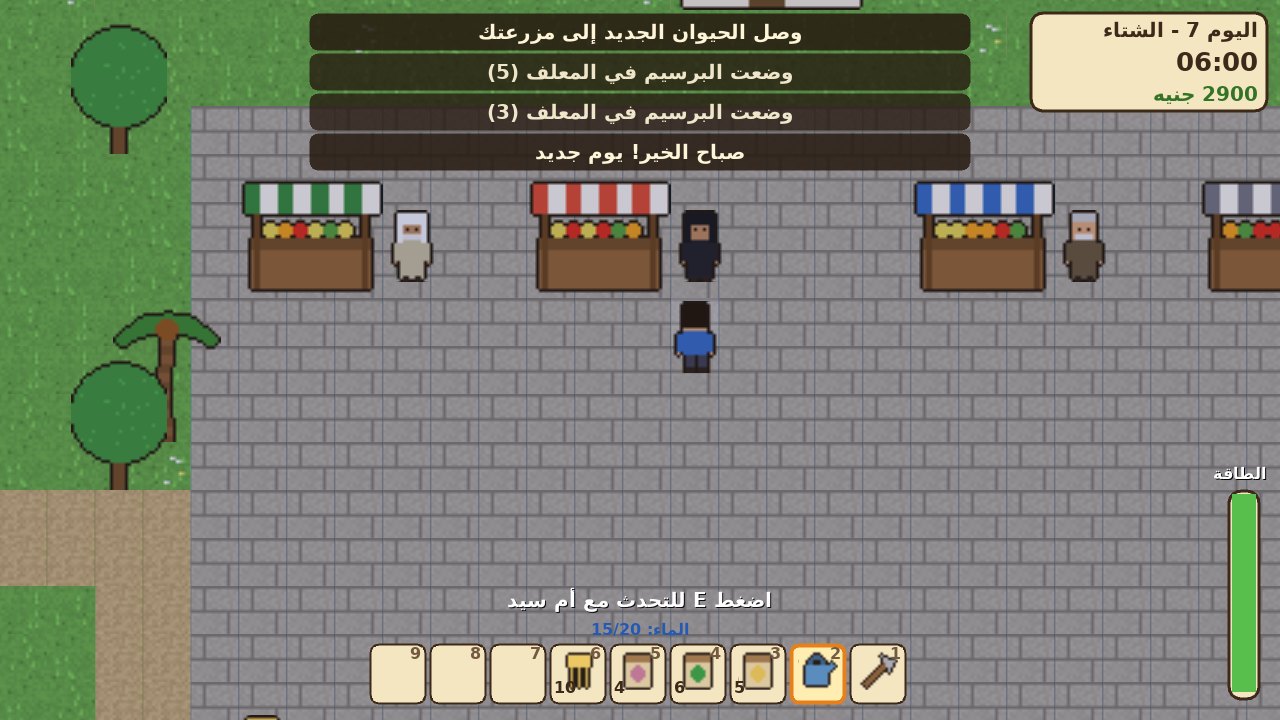 وصل الحيوان الجديد إلى مزرعتك
وضعت البرسيم في المعلف (5)
وضعت البرسيم في المعلف (3)
صباح الخير! يوم جديد
اليوم 7 - الشتاء
06:00
2900 جنيه
الطاقة
اضغط E للتحدث مع أم سيد
الماء: 15/20
1
2
3
5
4
6
5
4
6
10
7
8
9